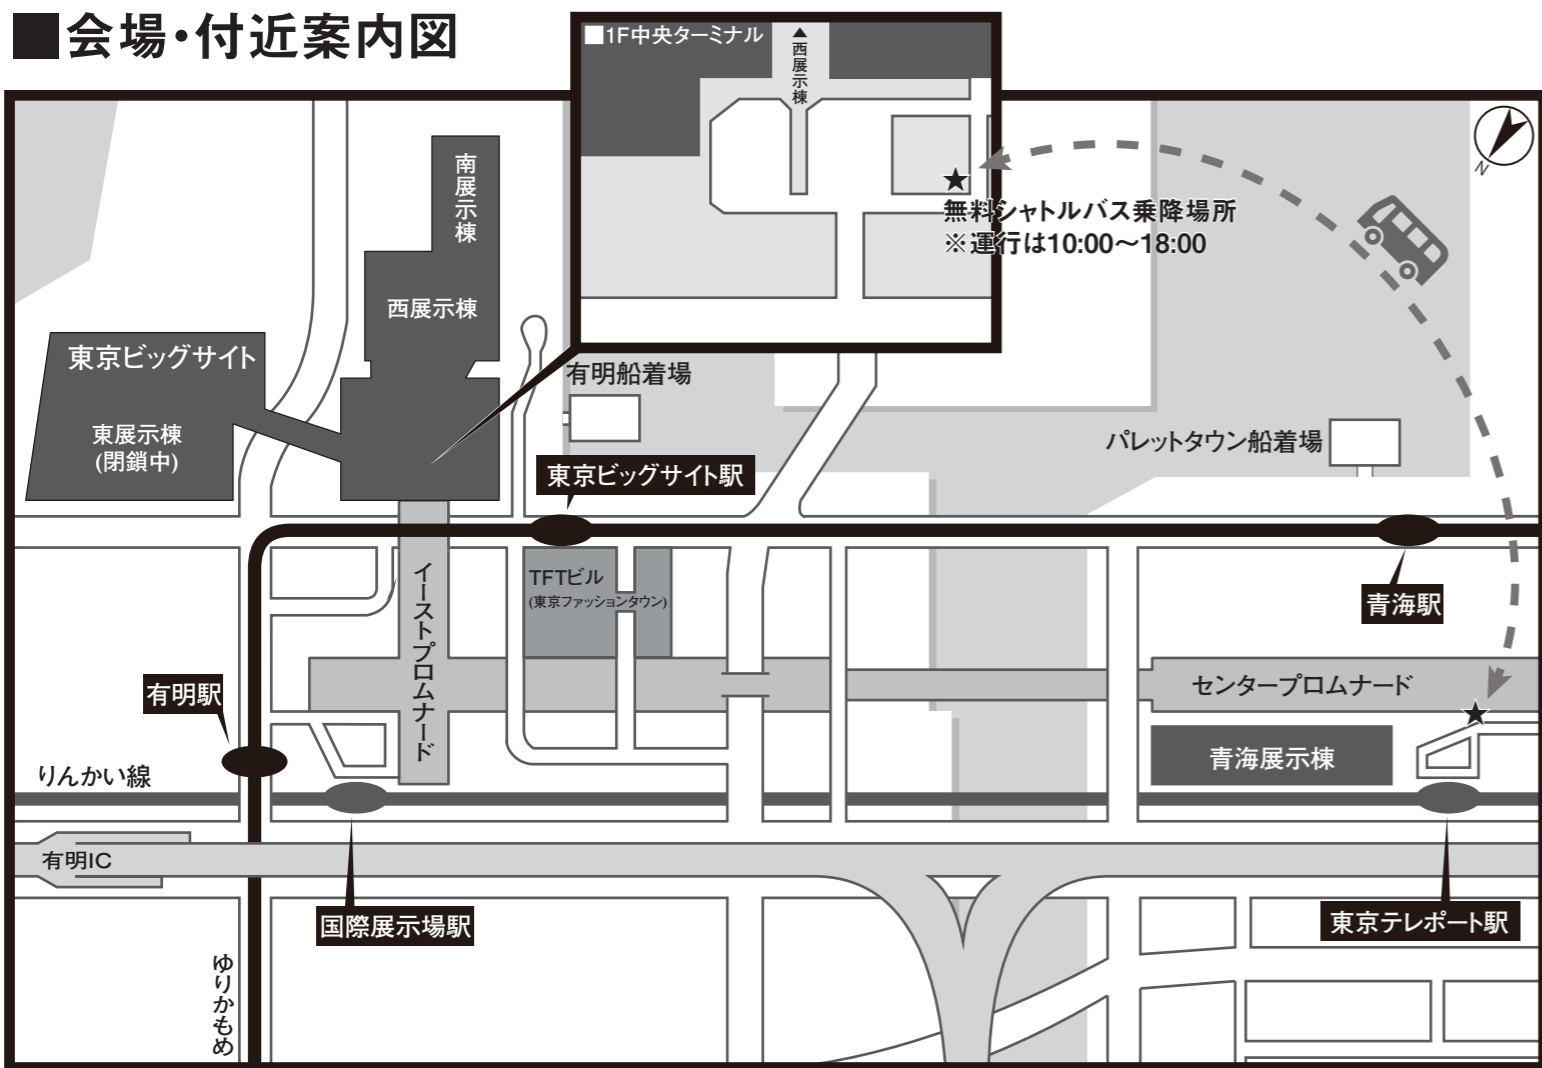 ■会場・付近案内図
■1F中央ターミナル
▲西展示棟
N
★
無料シャトルバス乗降場所
※運行は10:00〜18:00
南展示棟
西展示棟
東京ビッグサイト
東展示棟
(閉鎖中)
有明船着場
パレットタウン船着場
東京ビッグサイト駅
青海駅
TFTビル
(東京ファッションタウン)
イーストプロムナード
センタープロムナード
★
有明駅
青海展示棟
りんかい線
有明IC
国際展示場駅
東京テレポート駅
ゆりかもめ